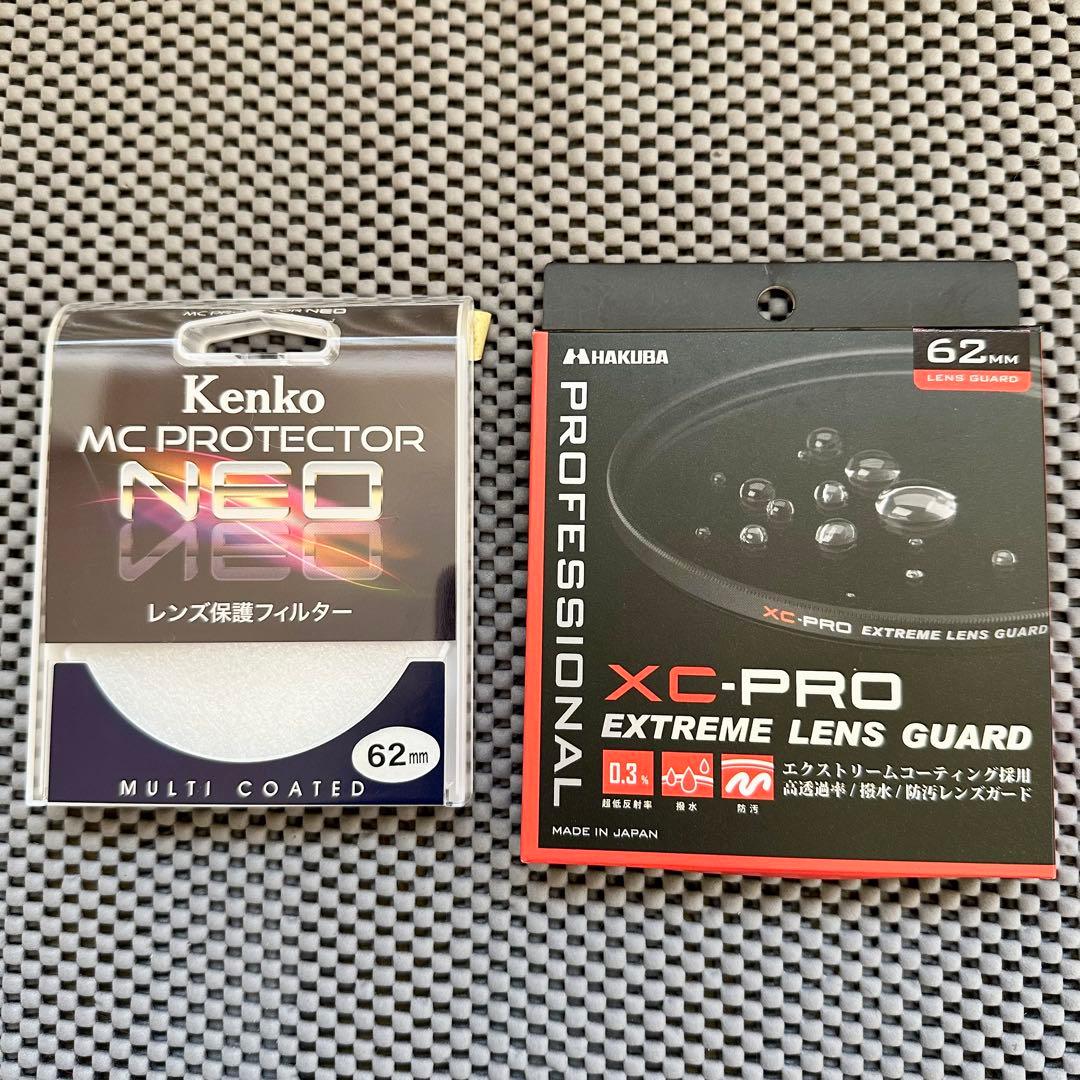 MC PROTECTOR NEO
Kenko
MC PROTECTOR
NEO
レンズ保護フィルター
62mm
MULTI COATED
HAKUBA
62MM
LENS GUARD
PROFESSIONAL
XC-PRO EXTREME LENS GUARD
XC-PRO
EXTREME LENS GUARD
0.3%
超低反射率
撥水
防汚
エクストリームコーティング採用
高透過率/撥水/防汚レンズガード
MADE IN JAPAN